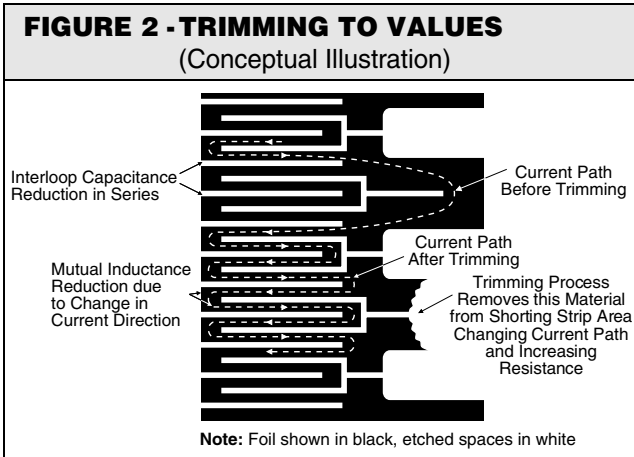 FIGURE 2 - TRIMMING TO VALUES
(Conceptual Illustration)
Interloop Capacitance
Reduction in Series
Current Path
Before Trimming
Current Path
After Trimming
Mutual Inductance
Reduction due
to Change in
Current Direction
Trimming Process
Removes this Material
from Shorting Strip Area
Changing Current Path
and Increasing
Resistance
Note: Foil shown in black, etched spaces in white